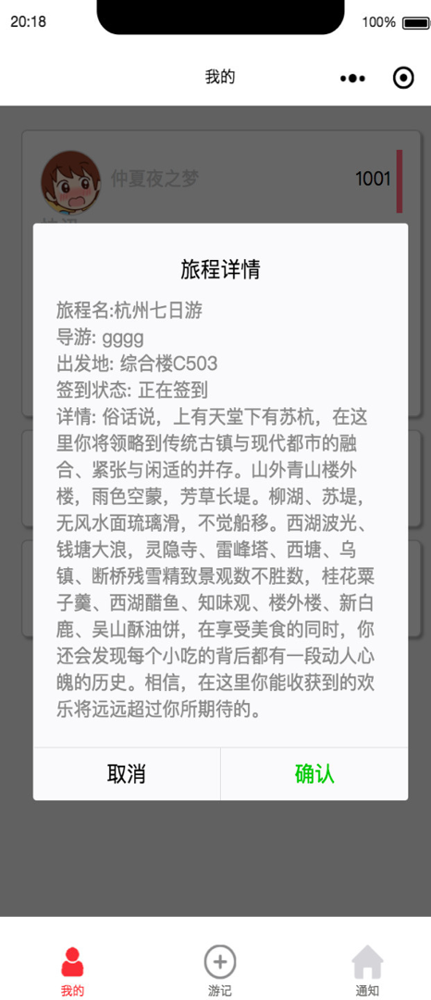 20:18
100%
我的
仲夏夜之梦
1001
旅程详情
旅程名:杭州七日游
导游: gggg
出发地: 综合楼C503
签到状态: 正在签到
详情: 俗话说，上有天堂下有苏杭，在这
里你将领略到传统古镇与现代都市的融
合、紧张与闲适的并存。山外青山楼外
楼，雨色空蒙，芳草长堤。柳湖、苏堤，
无风水面琉璃滑，不觉船移。西湖波光、
钱塘大浪，灵隐寺、雷峰塔、西塘、乌
镇、断桥残雪精致景观数不胜数，桂花粟
子羹、西湖醋鱼、知味观、楼外楼、新白
鹿、吴山酥油饼，在享受美食的同时，你
还会发现每个小吃的背后都有一段动人心
魄的历史。相信，在这里你能收获到的欢
乐将远远超过你所期待的。
取消
确认
我的
游记
通知